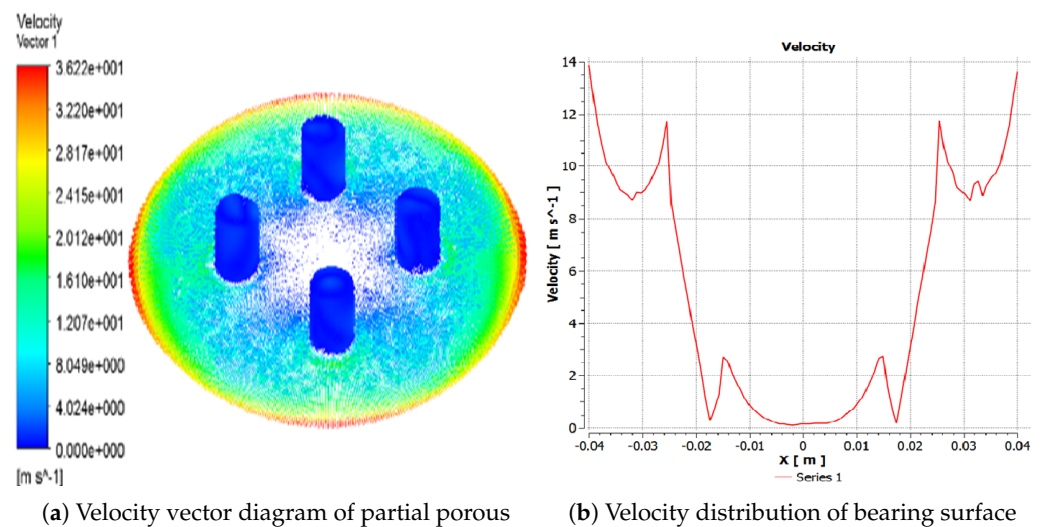 Velocity
Vector 1
3.622e+001
3.220e+001
2.817e+001
2.415e+001
2.012e+001
1.610e+001
1.207e+001
8.049e+000
4.024e+000
0.000e+000
[m s^-1]
(a) Velocity vector diagram of partial porous
Velocity
Velocity [ m s^-1 ]
14
12
10
8
6
4
2
0
-0.04 -0.03 -0.02 -0.01 0 0.01 0.02 0.03 0.04
X [ m ]
Series 1
(b) Velocity distribution of bearing surface